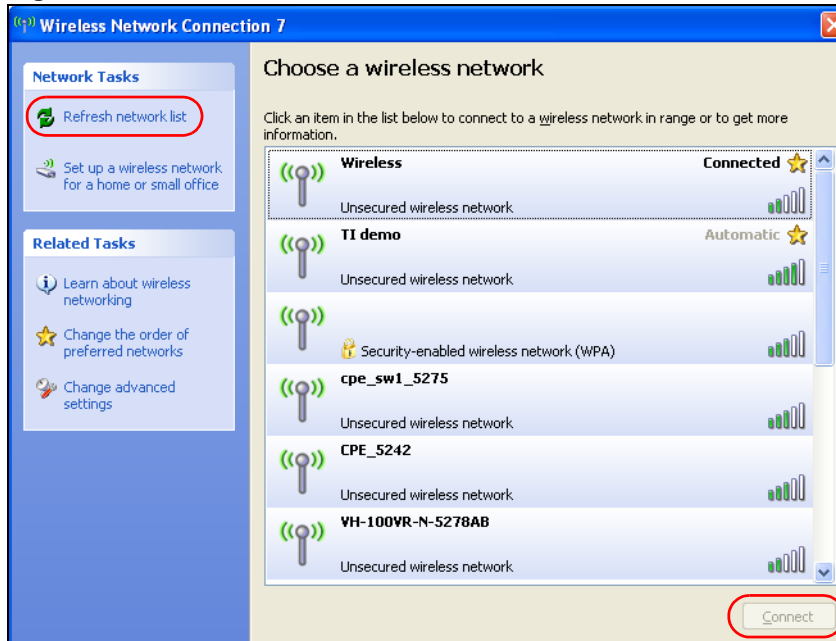 Wireless Network Connection 7
Network Tasks
Refresh network list
Set up a wireless network
for a home or small office
Related Tasks
Learn about wireless
networking
Change the order of
preferred networks
Change advanced
settings
Choose a wireless network
Click an item in the list below to connect to a wireless network in range or to get more
information.
Wireless Connected
Unsecured wireless network
TI demo Automatic
Unsecured wireless network
Security-enabled wireless network (WPA)
cpe_sw1_5275
Unsecured wireless network
CPE_5242
Unsecured wireless network
VH-100VR-N-5278AB
Unsecured wireless network
Connect